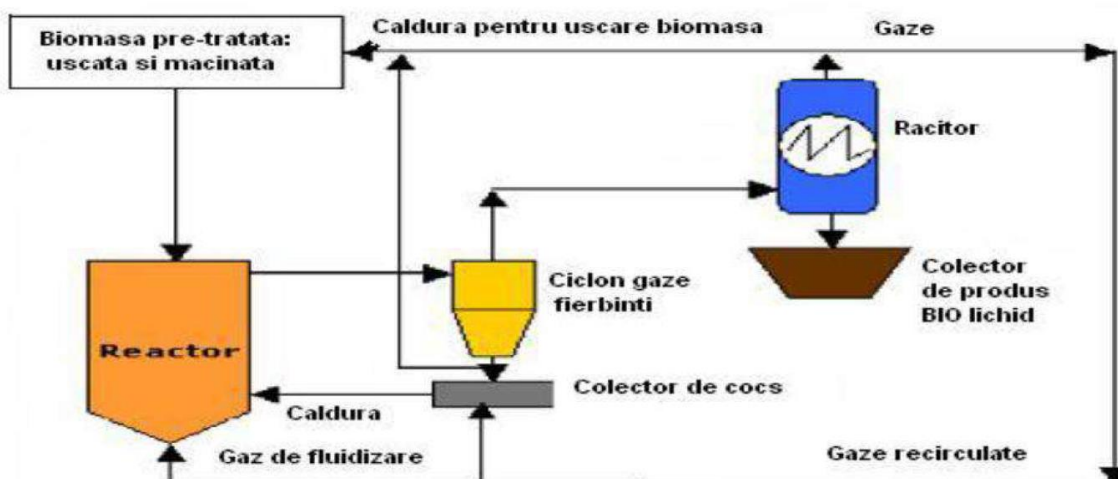 Biomasa pre-tratata:
uscata si macinata
Caldura pentru uscare biomasa
Gaze
Racitor
Ciclon gaze
fierbinti
Colector
de produs
BIO lichid
Reactor
Colector de cocs
Caldura
Gaz de fluidizare
Gaze recirculate